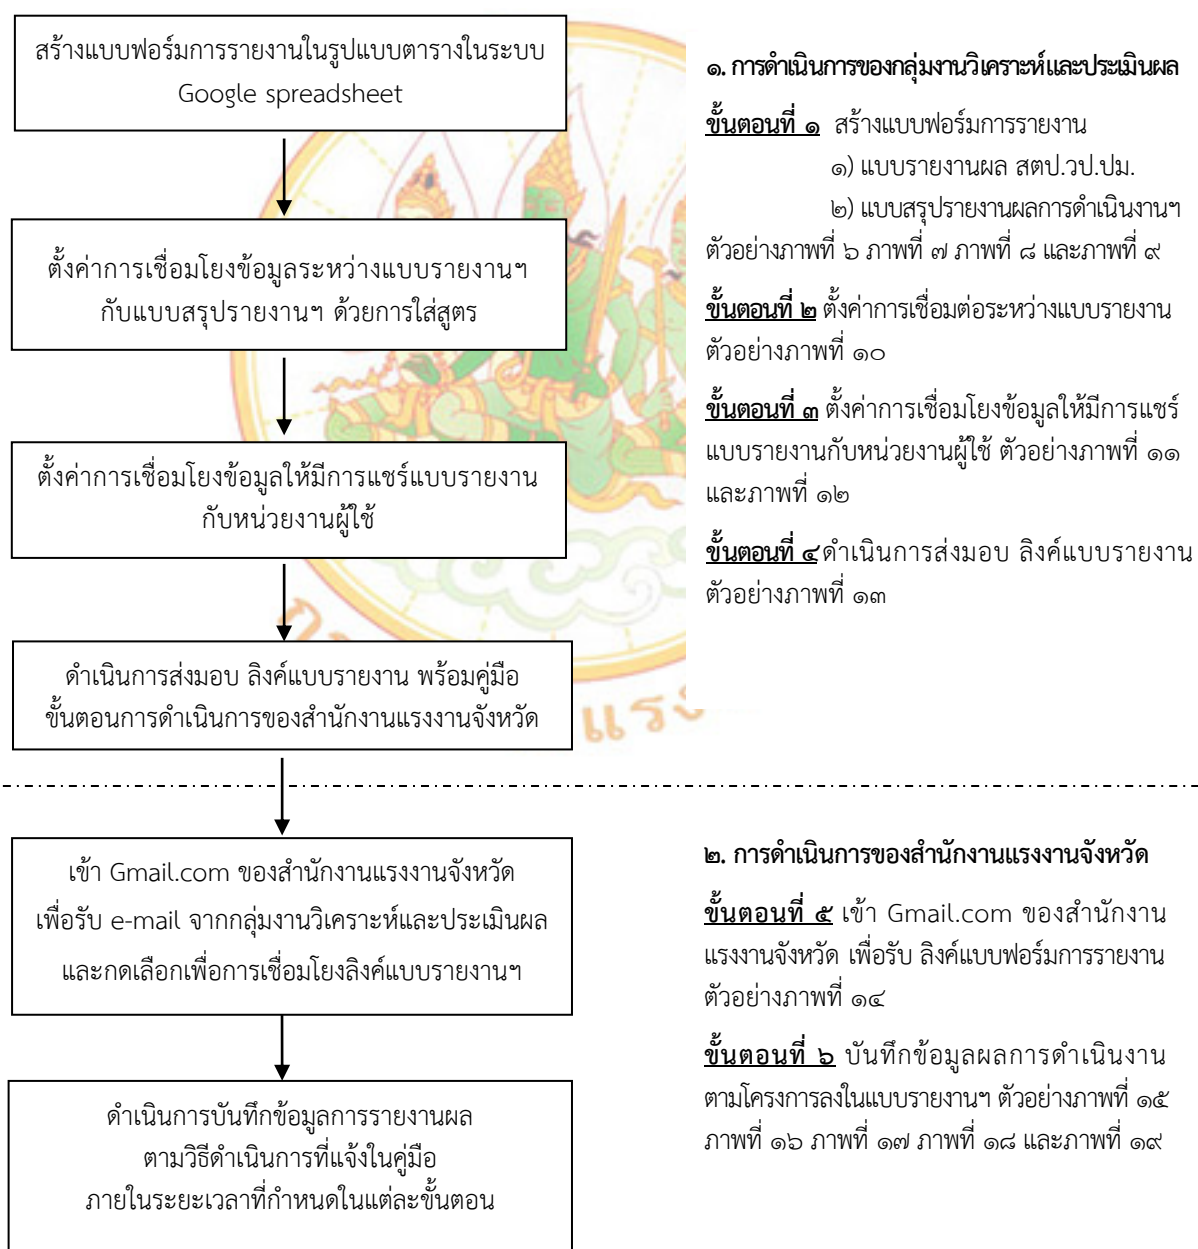 สร้างแบบฟอร์มการรายงานในรูปแบบตารางในระบบ
Google spreadsheet
ตั้งค่าการเชื่อมโยงข้อมูลระหว่างแบบรายงานฯ
กับแบบสรุปรายงานฯ ด้วยการใส่สูตร
ตั้งค่าการเชื่อมโยงข้อมูลให้มีการแชร์แบบรายงาน
กับหน่วยงานผู้ใช้
ดำเนินการส่งมอบ ลิงค์แบบรายงาน พร้อมคู่มือ
ขั้นตอนการดำเนินการของสำนักงานแรงงานจังหวัด
๑. การดำเนินการของกลุ่มงานวิเคราะห์และประเมินผล
ขั้นตอนที่ ๑ สร้างแบบฟอร์มการรายงาน
๑) แบบรายงานผล สตป.วป.ปม.
๒) แบบสรุปรายงานผลการดำเนินงานฯ
ตัวอย่างภาพที่ ๖ ภาพที่ ๗ ภาพที่ ๘ และภาพที่ ๙
ขั้นตอนที่ ๒ ตั้งค่าการเชื่อมต่อระหว่างแบบรายงาน
ตัวอย่างภาพที่ ๑๐
ขั้นตอนที่ ๓ ตั้งค่าการเชื่อมโยงข้อมูลให้มีการแชร์
แบบรายงานกับหน่วยงานผู้ใช้ ตัวอย่างภาพที่ ๑๑
และภาพที่ ๑๒
ขั้นตอนที่ ๔ ดำเนินการส่งมอบ ลิงค์แบบรายงาน
ตัวอย่างภาพที่ ๑๓
แรง
เข้า Gmail.com ของสำนักงานแรงงานจังหวัด
เพื่อรับ e-mail จากกลุ่มงานวิเคราะห์และประเมินผล
และกดเลือกเพื่อการเชื่อมโยงลิงค์แบบรายงานฯ
ดำเนินการบันทึกข้อมูลการรายงานผล
ตามวิธีดำเนินการที่แจ้งในคู่มือ
ภายในระยะเวลาที่กำหนดในแต่ละขั้นตอน
๒. การดำเนินการของสำนักงานแรงงานจังหวัด
ขั้นตอนที่ ๕ เข้า Gmail.com ของสำนักงาน
แรงงานจังหวัด เพื่อรับ ลิงค์แบบฟอร์มการรายงาน
ตัวอย่างภาพที่ ๑๔
ขั้นตอนที่ ๖ บันทึกข้อมูลผลการดำเนินงาน
ตามโครงการลงในแบบรายงานฯ ตัวอย่างภาพที่ ๑๕
ภาพที่ ๑๖ ภาพที่ ๑๗ ภาพที่ ๑๘ และภาพที่ ๑๙